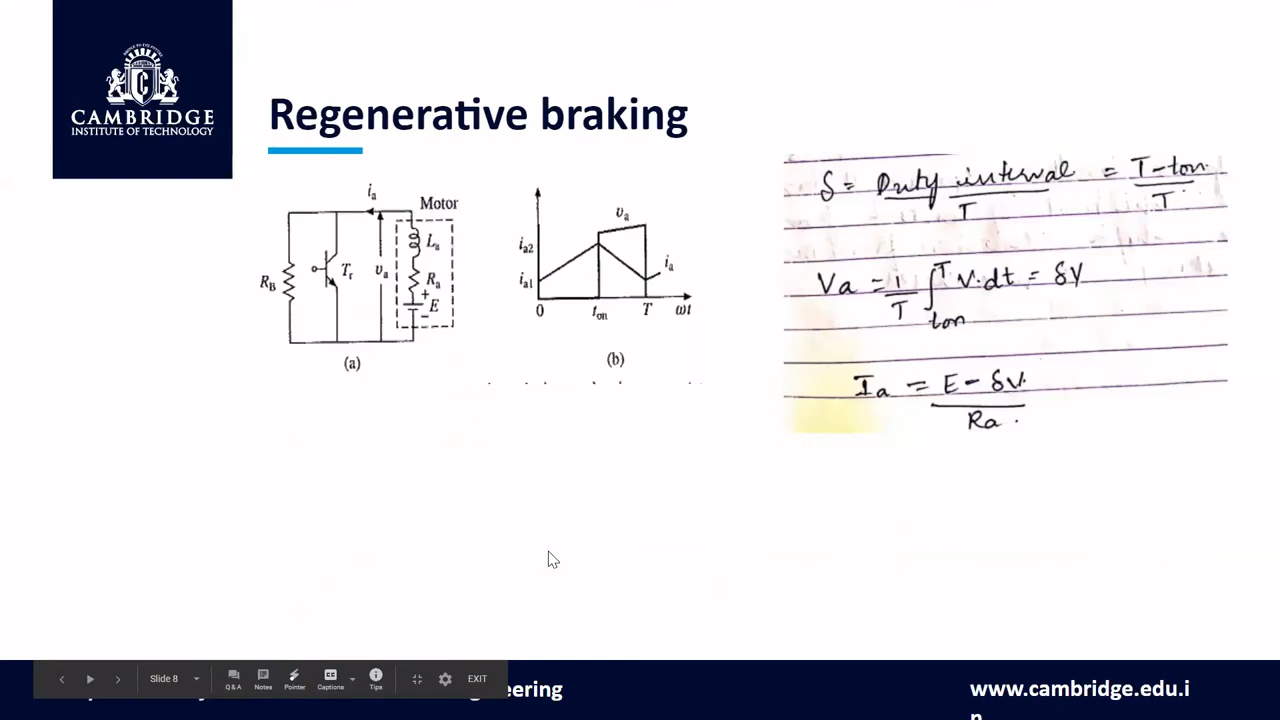 CAMBRIDGE
INSTITUTE OF TECHNOLOGY
Regenerative braking
ia
Motor
La
RB
Tr
va
Ra
+
E
−
(a)
va
ia2
ia1
ia
0
ton
T
ωt
(b)
δ = Duty interval / T = T-ton / T
Va = 1/T ∫ton^T V.dt = δV
Ia = E - δV / Ra
Slide 8
Q & A
Notes
Pointer
Captions
Tips
EXIT
eering
www.cambridge.edu.i
n